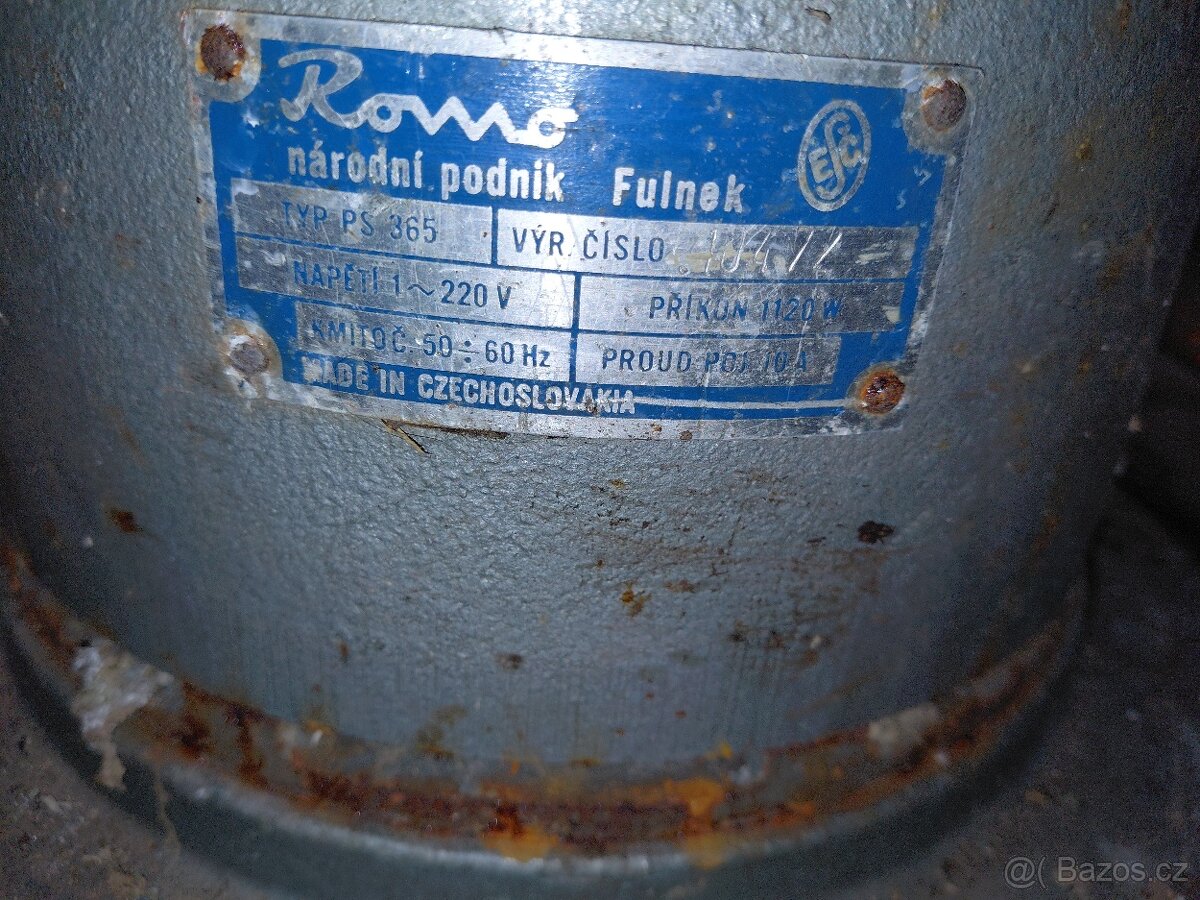 Romo
národní podnik Fulnek
ESČ
TYP PS 365 VÝR. ČÍSLO
NAPĚTÍ 1~220 V PŘÍKON 1120 W
KMITOČ. 50÷60 Hz PROUD POJ. 10 A
MADE IN CZECHOSLOVAKIA
@( Bazos.cz